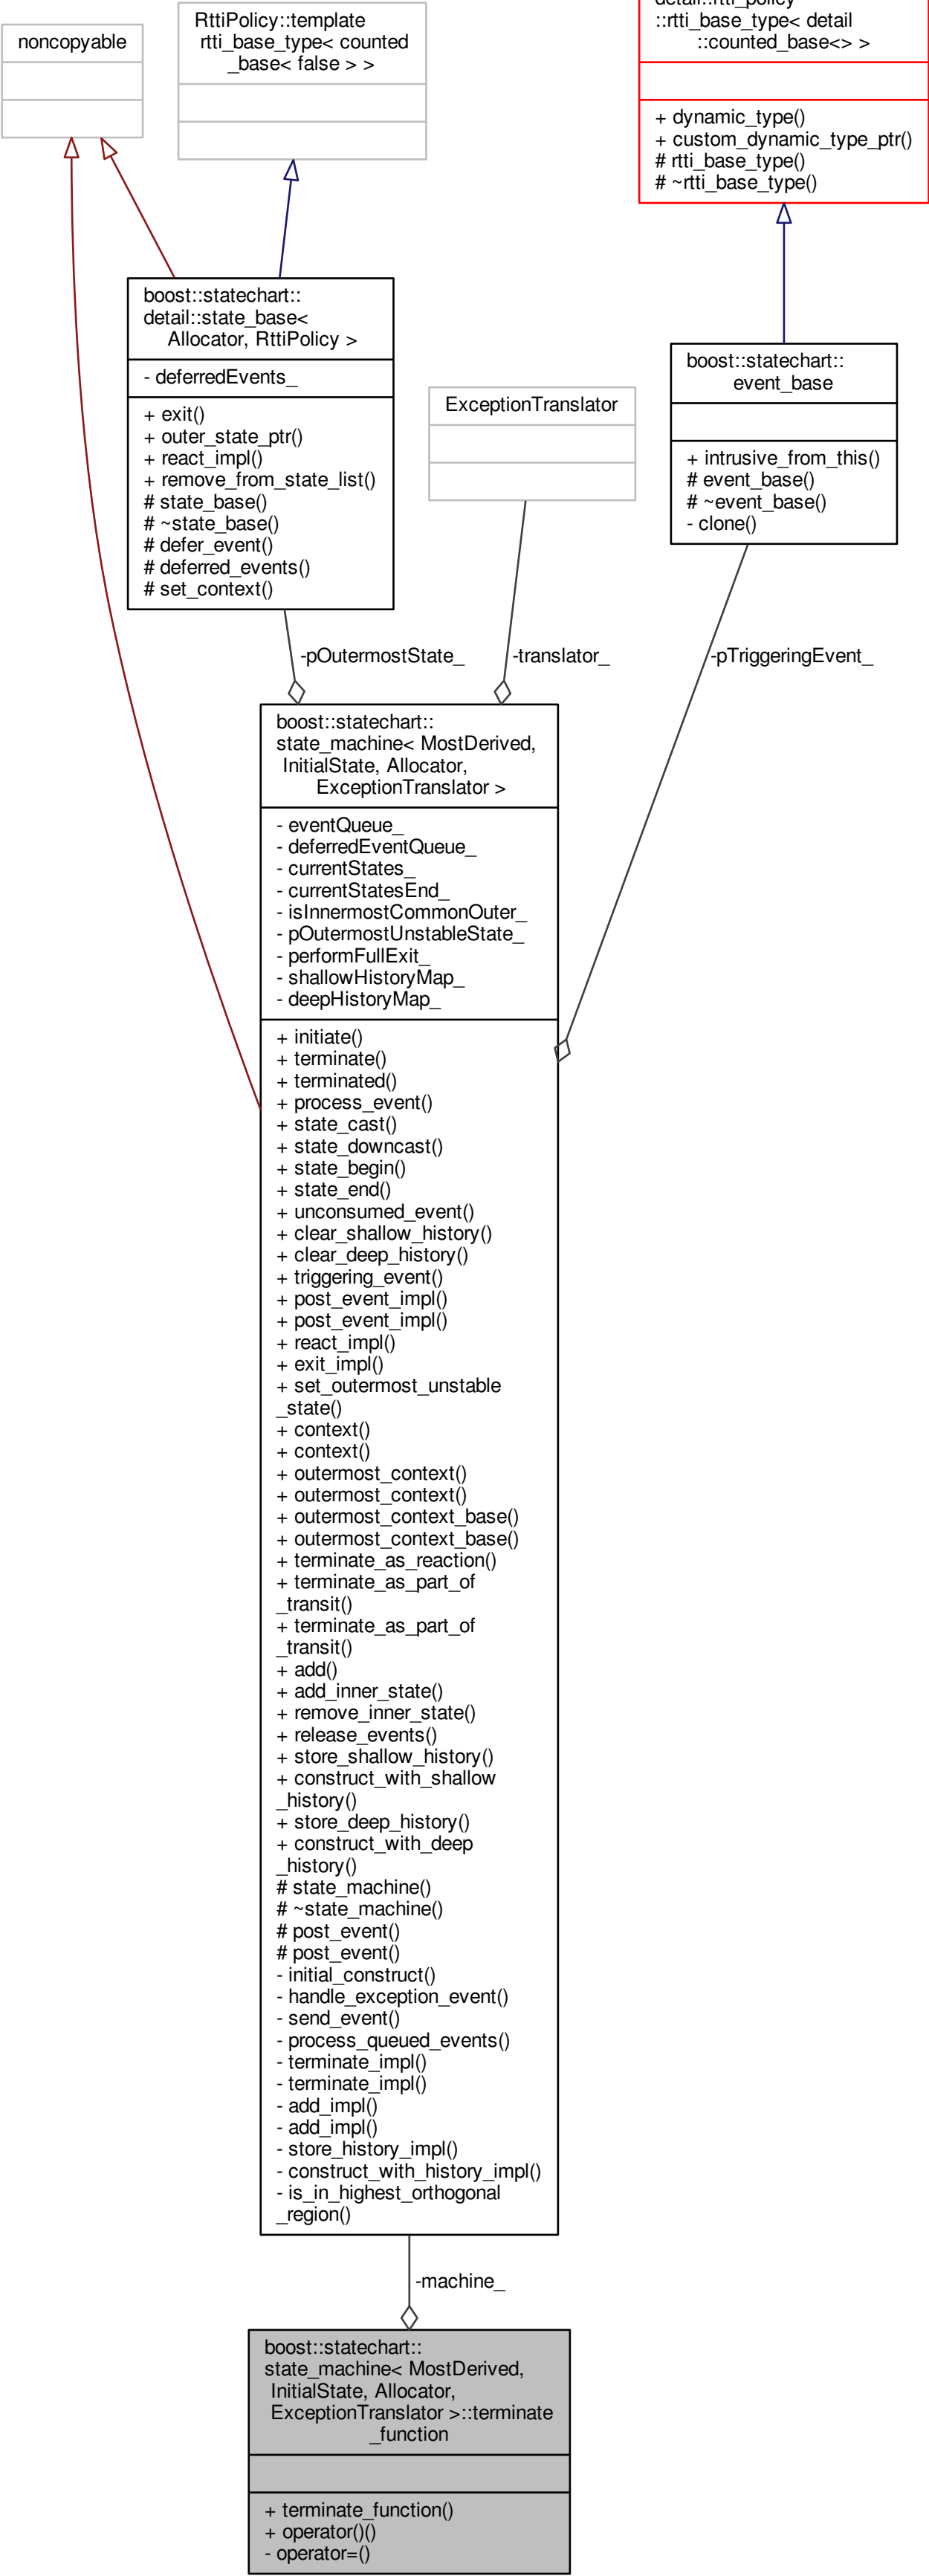 noncopyable
RttiPolicy::template
rtti_base_type< counted
_base< false > >
detail::rtti_policy
::rtti_base_type< detail
::counted_base<> >
+ dynamic_type()
+ custom_dynamic_type_ptr()
# rtti_base_type()
# ~rtti_base_type()
boost::statechart::
detail::state_base<
Allocator, RttiPolicy >
- deferredEvents_
+ exit()
+ outer_state_ptr()
+ react_impl()
+ remove_from_state_list()
# state_base()
# ~state_base()
# defer_event()
# deferred_events()
# set_context()
ExceptionTranslator
boost::statechart::
event_base
+ intrusive_from_this()
# event_base()
# ~event_base()
- clone()
-pOutermostState_
-translator_
-pTriggeringEvent_
boost::statechart::
state_machine< MostDerived,
InitialState, Allocator,
ExceptionTranslator >
- eventQueue_
- deferredEventQueue_
- currentStates_
- currentStatesEnd_
- isInnermostCommonOuter_
- pOutermostUnstableState_
- performFullExit_
- shallowHistoryMap_
- deepHistoryMap_
+ initiate()
+ terminate()
+ terminated()
+ process_event()
+ state_cast()
+ state_downcast()
+ state_begin()
+ state_end()
+ unconsumed_event()
+ clear_shallow_history()
+ clear_deep_history()
+ triggering_event()
+ post_event_impl()
+ post_event_impl()
+ react_impl()
+ exit_impl()
+ set_outermost_unstable
_state()
+ context()
+ context()
+ outermost_context()
+ outermost_context()
+ outermost_context_base()
+ outermost_context_base()
+ terminate_as_reaction()
+ terminate_as_part_of
_transit()
+ terminate_as_part_of
_transit()
+ add()
+ add_inner_state()
+ remove_inner_state()
+ release_events()
+ store_shallow_history()
+ construct_with_shallow
_history()
+ store_deep_history()
+ construct_with_deep
_history()
# state_machine()
# ~state_machine()
# post_event()
# post_event()
- initial_construct()
- handle_exception_event()
- send_event()
- process_queued_events()
- terminate_impl()
- terminate_impl()
- add_impl()
- add_impl()
- store_history_impl()
- construct_with_history_impl()
- is_in_highest_orthogonal
_region()
-machine_
boost::statechart::
state_machine< MostDerived,
InitialState, Allocator,
ExceptionTranslator >::terminate
_function
+ terminate_function()
+ operator()()
- operator=()